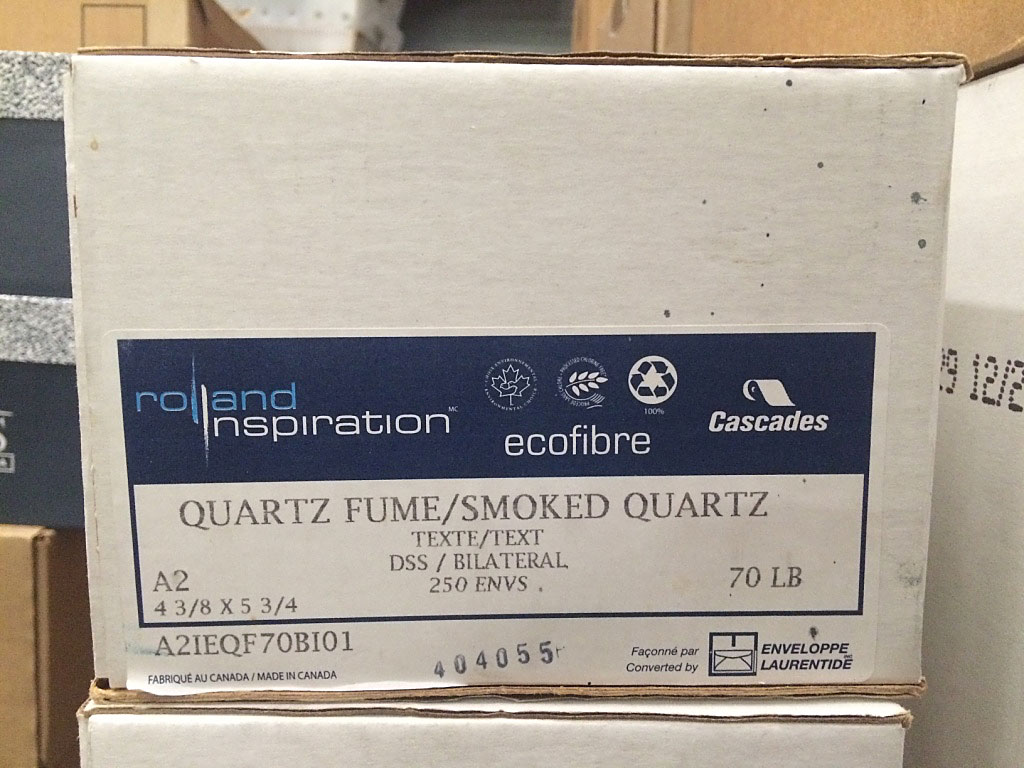 rolland
inspiration MC
100%
ecofibre
Cascades
QUARTZ FUME/SMOKED QUARTZ
TEXTE/TEXT
DSS / BILATERAL
250 ENVS .
A2
4 3/8 X 5 3/4
70 LB
A2IEQF70BI01
404055
FABRIQUÉ AU CANADA / MADE IN CANADA
Façonné par
Converted by
ENVELOPPE
LAURENTIDE INC
S